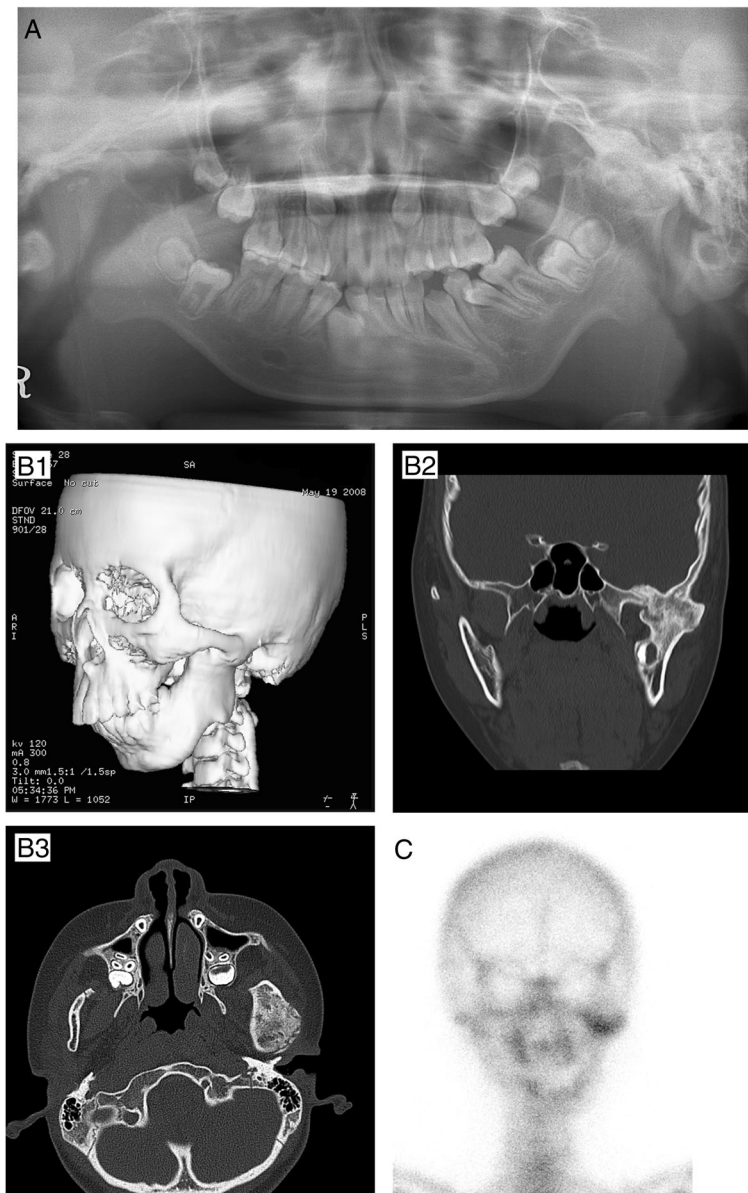 A
R
B1
28
67
SA
Surface No cut
May 19 2008
DFOV 21.0 cm
STND
901/28
A
R
I
P
L
S
kv 120
mA 300
0.8
3.0 mm1.5:1 /1.5sp
Tilt: 0.0
05:34:36 PM
W = 1773 L = 1052
IP
B2
B3
C